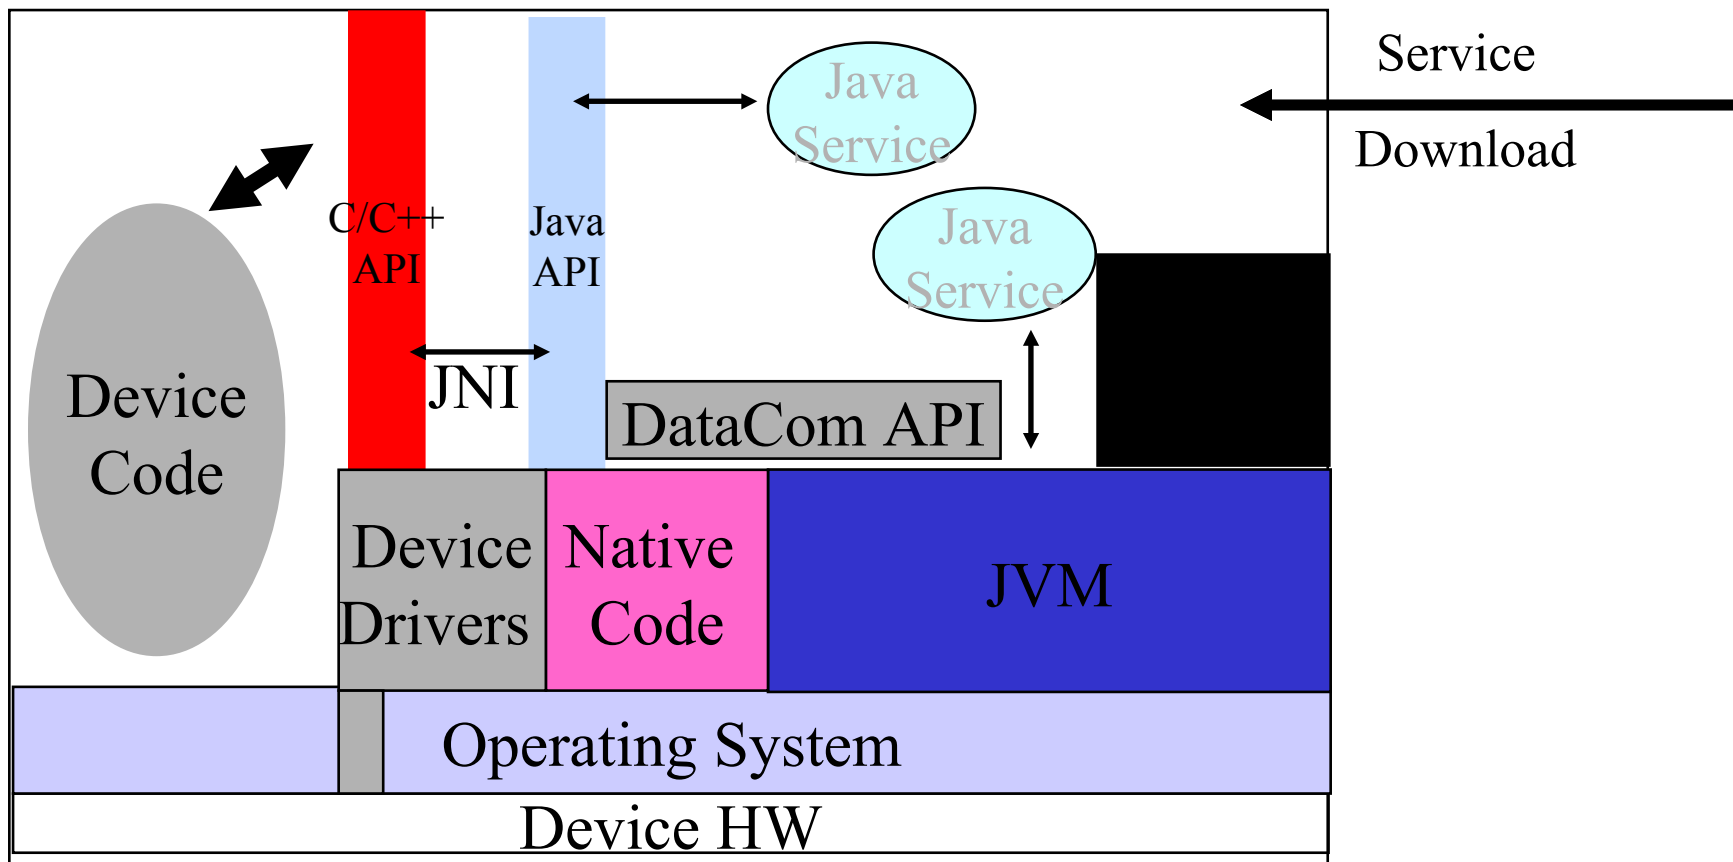 Service
Download
Java
Service
Java
Service
C/C++
API
Java
API
JNI
Device
Code
DataCom API
Device
Drivers
Native
Code
JVM
Operating System
Device HW